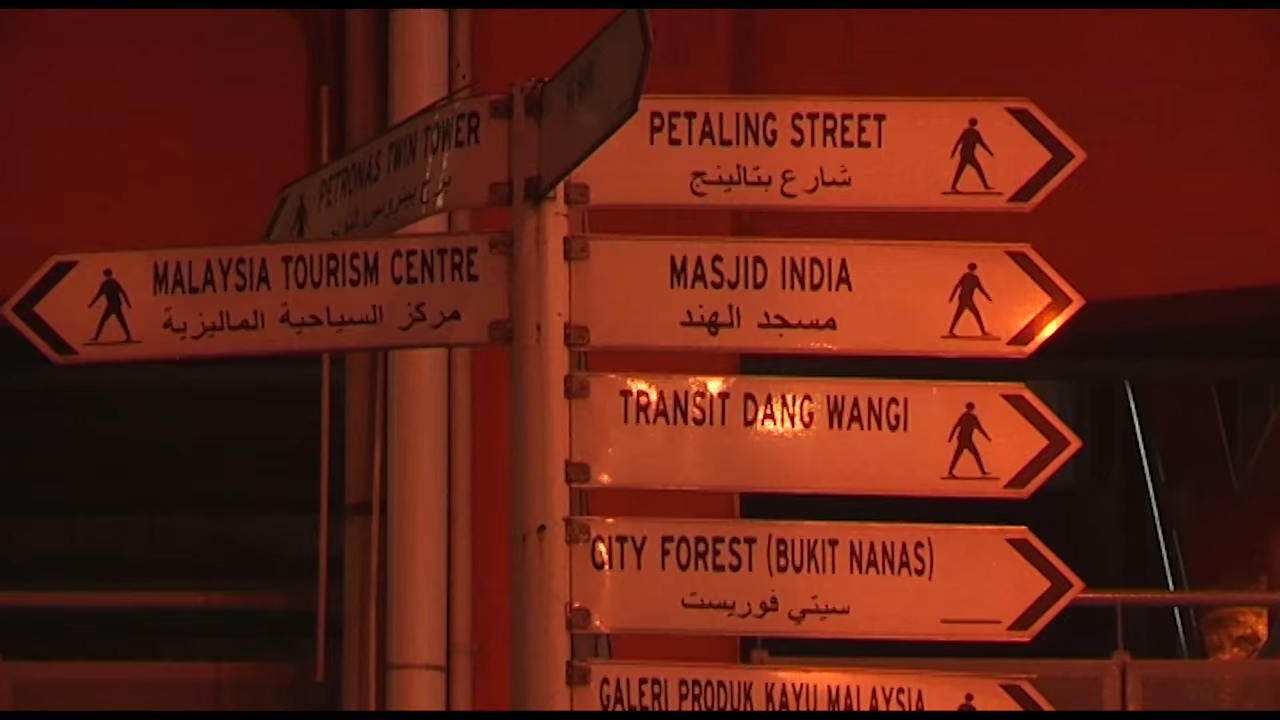 PETRONAS TWIN TOWER
PETALING STREET
شارع بتالينج
MALAYSIA TOURISM CENTRE
مركز السياحية الماليزية
MASJID INDIA
مسجد الهند
TRANSIT DANG WANGI
CITY FOREST (BUKIT NANAS)
سيتي فوريست
GALERI PRODUK KAYU MALAYSIA